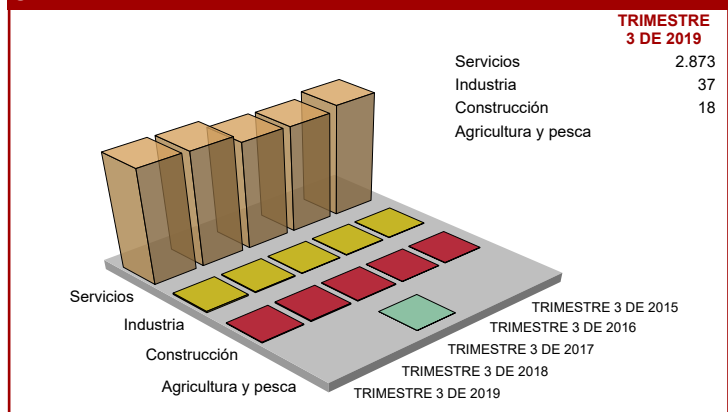 TRIMESTRE
3 DE 2019
Servicios 2.873
Industria 37
Construcción 18
Agricultura y pesca
Servicios
Industria
Construcción
Agricultura y pesca
TRIMESTRE 3 DE 2015
TRIMESTRE 3 DE 2016
TRIMESTRE 3 DE 2017
TRIMESTRE 3 DE 2018
TRIMESTRE 3 DE 2019